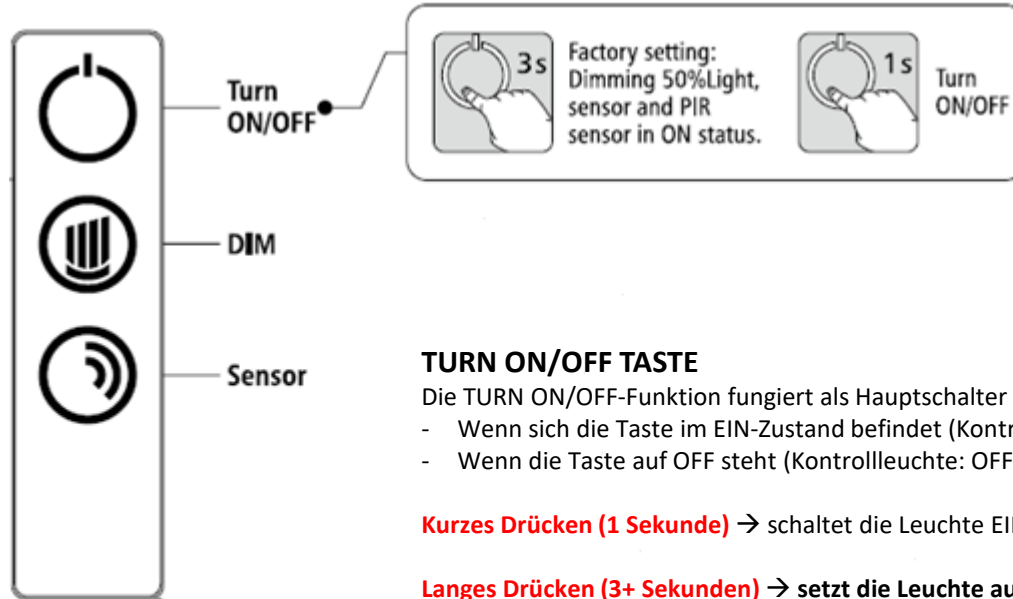 Turn
ON/OFF
3s
Factory setting:
Dimming 50%Light,
sensor and PIR
sensor in ON status.
1s
Turn
ON/OFF
DIM
Sensor
TURN ON/OFF TASTE
Die TURN ON/OFF-Funktion fungiert als Hauptschalter
- Wenn sich die Taste im EIN-Zustand befindet (Kontr
- Wenn die Taste auf OFF steht (Kontrollleuchte: OFF
Kurzes Drücken (1 Sekunde) → schaltet die Leuchte EI
Langes Drücken (3+ Sekunden) → setzt die Leuchte au